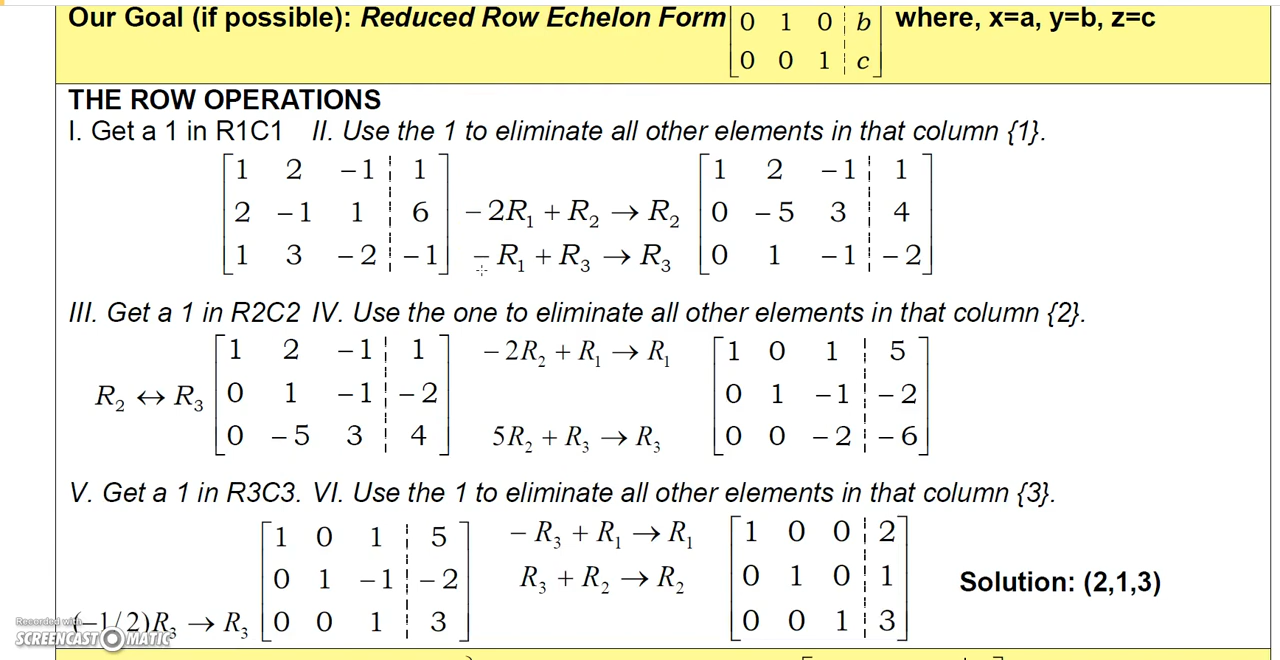 Our Goal (if possible): Reduced Row Echelon Form [0 1 0 ¦ b] where, x=a, y=b, z=c
[0 0 1 ¦ c]
THE ROW OPERATIONS
I. Get a 1 in R1C1 II. Use the 1 to eliminate all other elements in that column {1}.
[1 2 −1 ¦ 1] [1 2 −1 ¦ 1]
[2 −1 1 ¦ 6] −2R₁ + R₂ → R₂ [0 −5 3 ¦ 4]
[1 3 −2 ¦ −1] −R₁ + R₃ → R₃ [0 1 −1 ¦ −2]
III. Get a 1 in R2C2 IV. Use the one to eliminate all other elements in that column {2}.
[1 2 −1 ¦ 1] −2R₂ + R₁ → R₁ [1 0 1 ¦ 5]
R₂ ↔ R₃ [0 1 −1 ¦ −2] [0 1 −1 ¦ −2]
[0 −5 3 ¦ 4] 5R₂ + R₃ → R₃ [0 0 −2 ¦ −6]
V. Get a 1 in R3C3. VI. Use the 1 to eliminate all other elements in that column {3}.
[1 0 1 ¦ 5] −R₃ + R₁ → R₁ [1 0 0 ¦ 2]
[0 1 −1 ¦ −2] R₃ + R₂ → R₂ [0 1 0 ¦ 1] Solution: (2,1,3)
(−1/2)R₃ → R₃ [0 0 1 ¦ 3] [0 0 1 ¦ 3]
Recorded with
SCREENCAST-O-MATIC